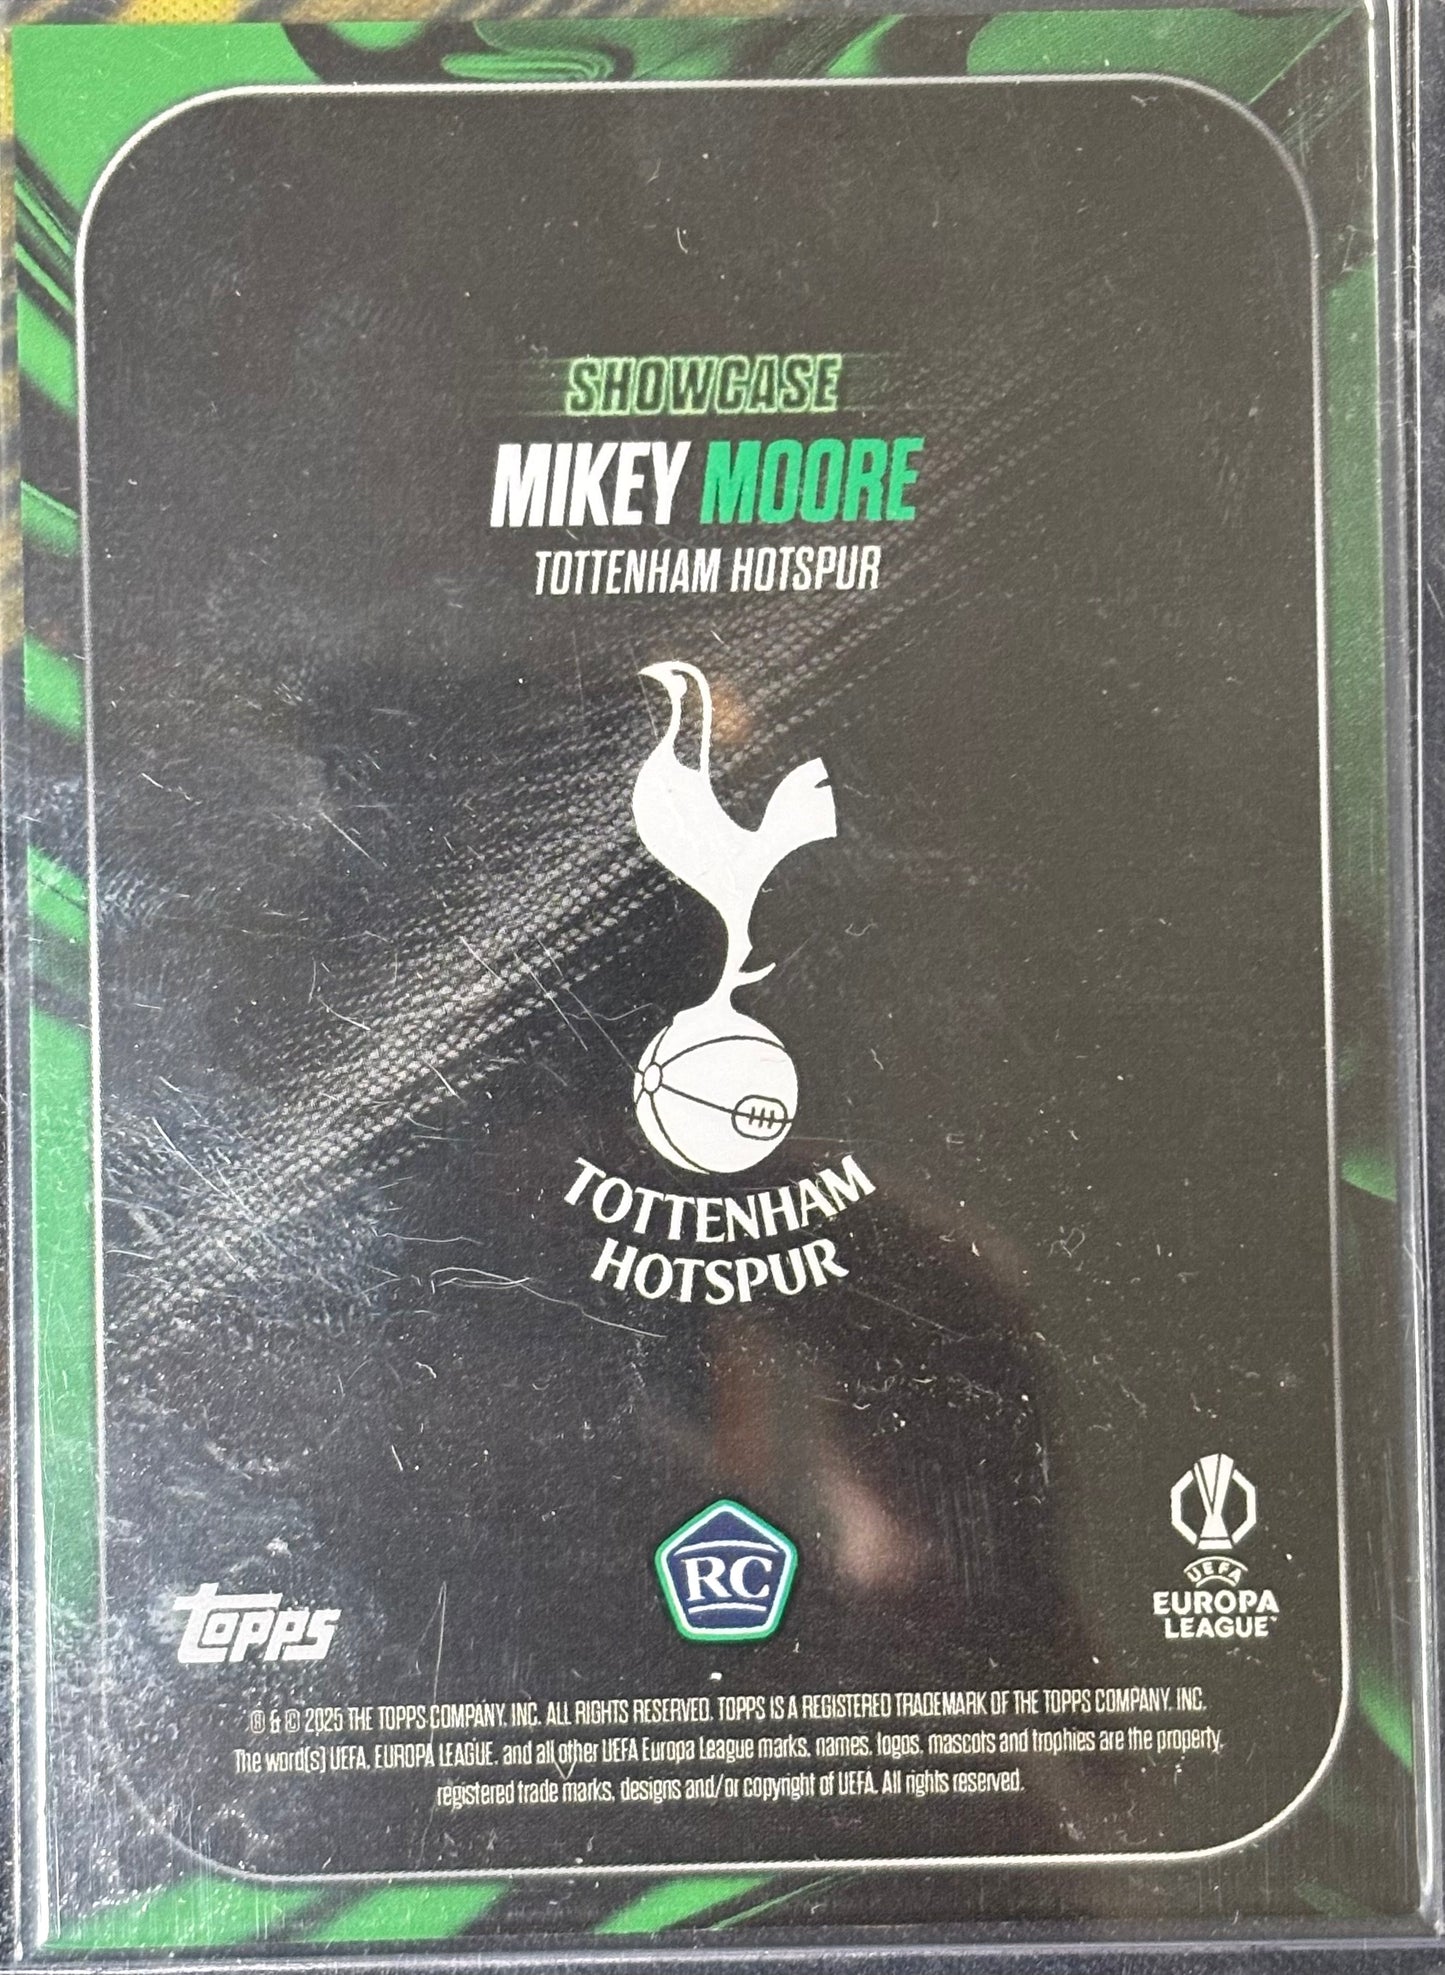 SHOWCASE
MIKEY MOORE
TOTTENHAM HOTSPUR
TOTTENHAM
HOTSPUR
RC
topps
UEFA
EUROPA
LEAGUE™
® & © 2025 THE TOPPS COMPANY, INC. ALL RIGHTS RESERVED. TOPPS IS A REGISTERED TRADEMARK OF THE TOPPS COMPANY, INC.
The word(s) UEFA, EUROPA LEAGUE, and all other UEFA Europa League marks, names, logos, mascots and trophies are the property,
registered trade marks, designs and/or copyright of UEFA. All rights reserved.